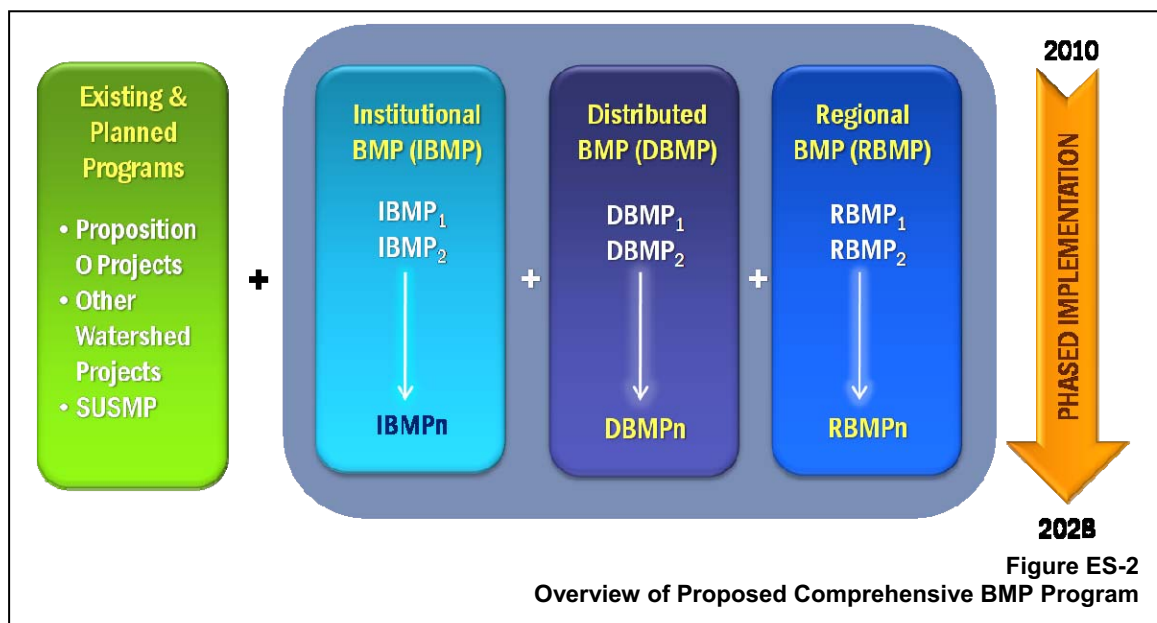 Existing &
Planned
Programs
• Proposition
O Projects
• Other
Watershed
Projects
• SUSMP
+
Institutional
BMP (IBMP)
IBMP₁
IBMP₂
IBMPn
+
Distributed
BMP (DBMP)
DBMP₁
DBMP₂
DBMPn
+
Regional
BMP (RBMP)
RBMP₁
RBMP₂
RBMPn
2010
PHASED IMPLEMENTATION
2028
Figure ES-2
Overview of Proposed Comprehensive BMP Program